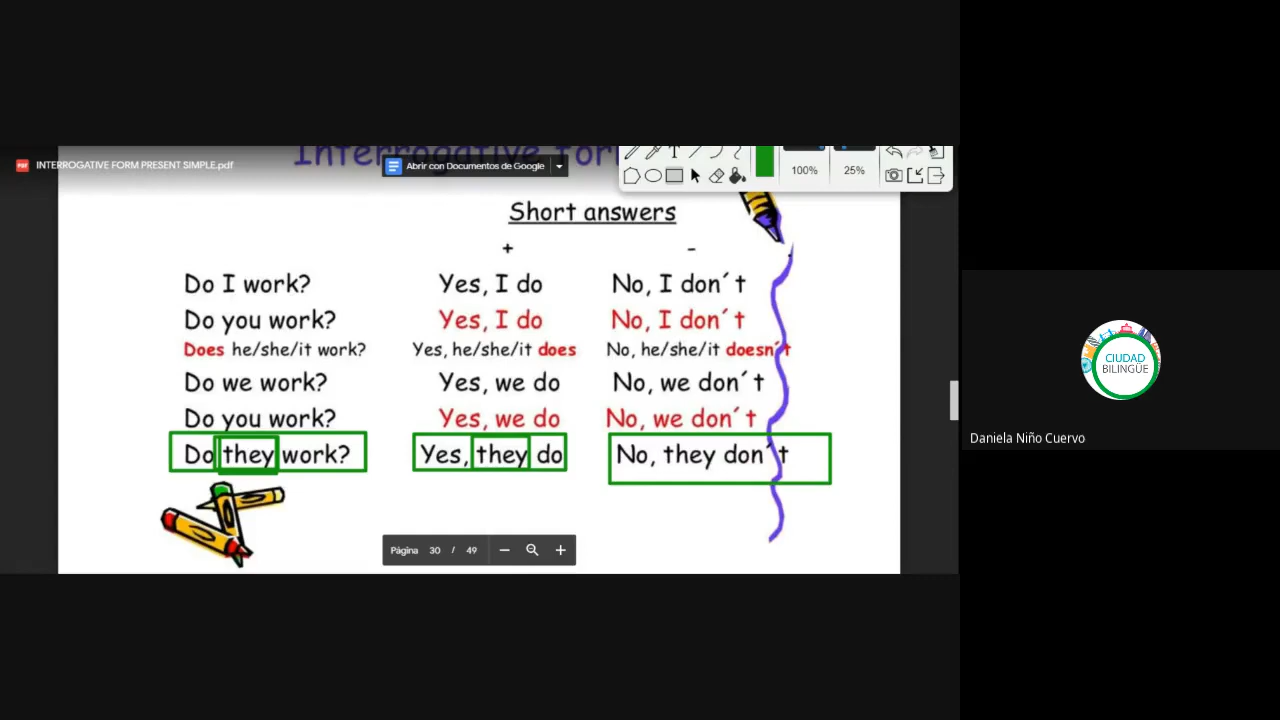 Interrogative for
INTERROGATIVE FORM PRESENT SIMPLE.pdf
Abrir con Documentos de Google
100%
25%
Short answers
+ -
Do I work? Yes, I do No, I don´t
Do you work? Yes, I do No, I don´t
Does he/she/it work? Yes, he/she/it does No, he/she/it doesn´t
Do we work? Yes, we do No, we don´t
Do you work? Yes, we do No, we don´t
Do they work? Yes, they do No, they don´t
Página 30 / 49
CIUDAD
BILINGÜE
Daniela Niño Cuervo